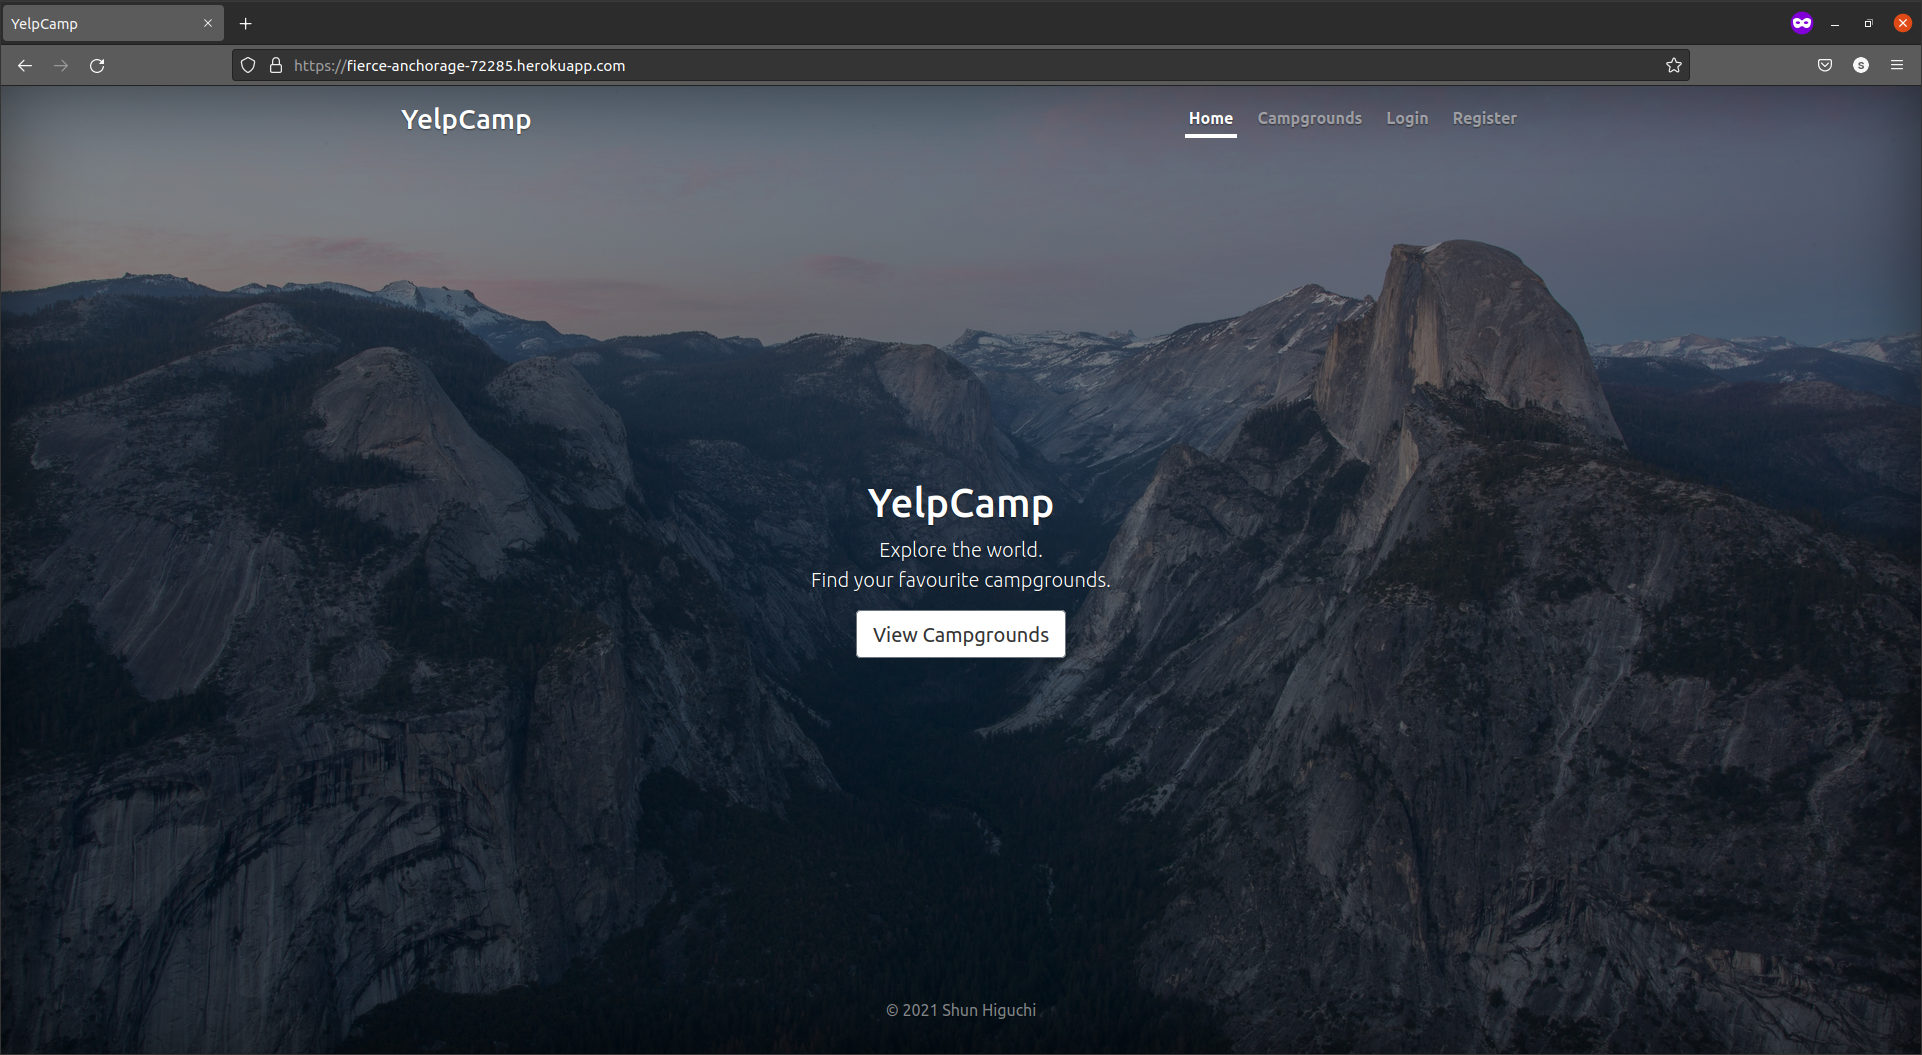 YelpCamp
https://fierce-anchorage-72285.herokuapp.com
S
YelpCamp
Home Campgrounds Login Register
YelpCamp
Explore the world.
Find your favourite campgrounds.
View Campgrounds
© 2021 Shun Higuchi